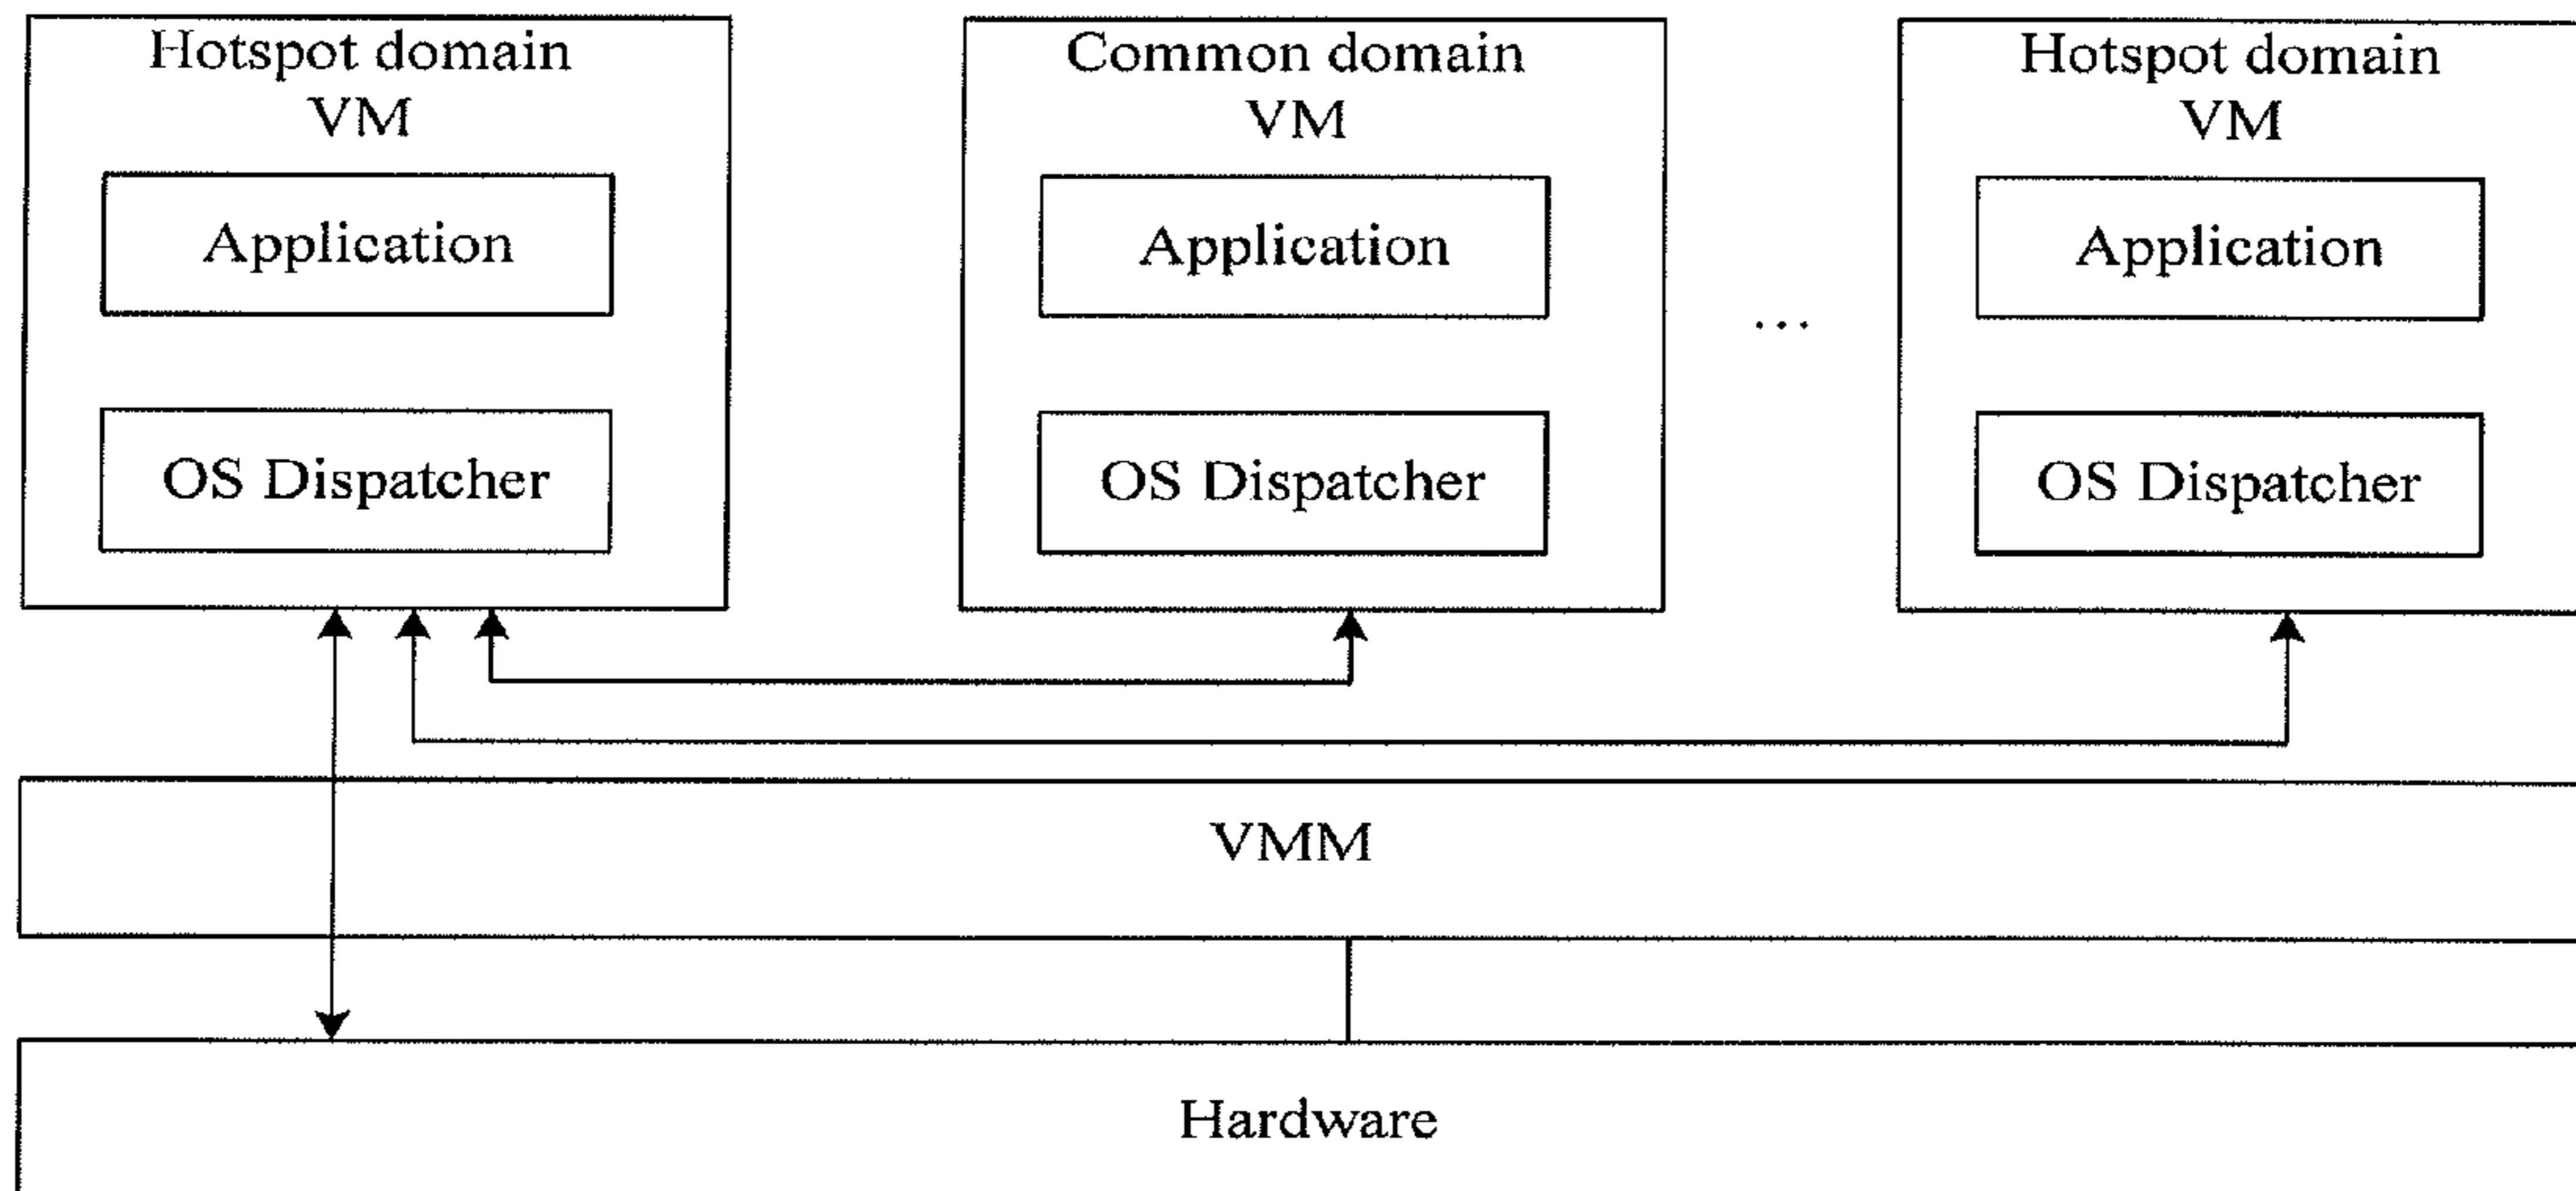 Hotspot domain
VM
Application
OS Dispatcher
Common domain
VM
Application
OS Dispatcher
...
Hotspot domain
VM
Application
OS Dispatcher
VMM
Hardware